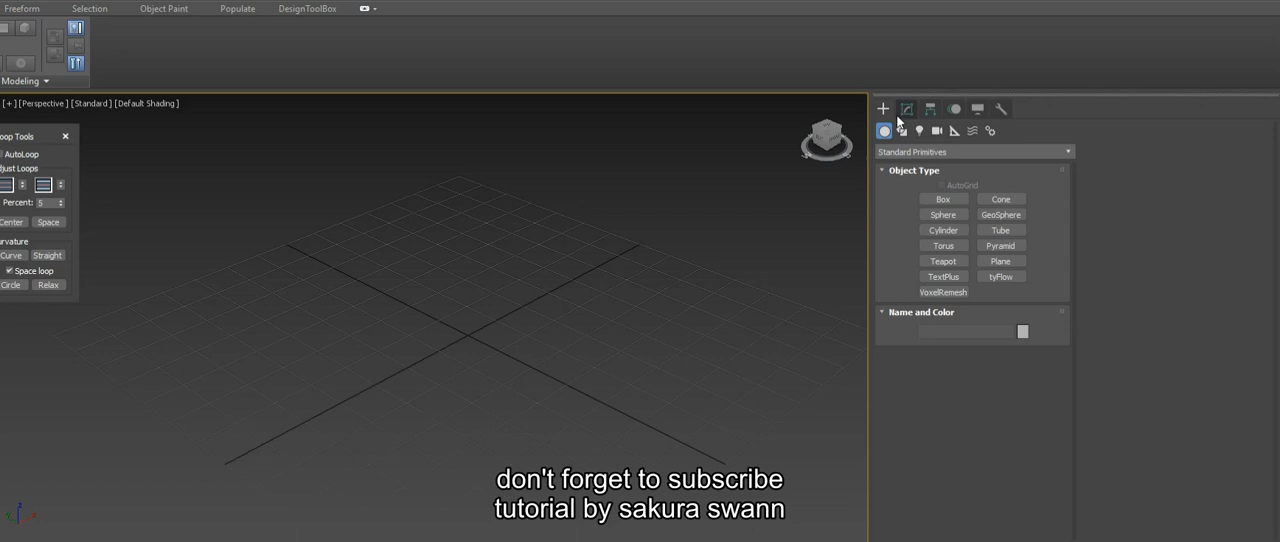 Freeform Selection Object Paint Populate DesignToolBox
Modeling
[+] [Perspective] [Standard] [Default Shading]
oop Tools
AutoLoop
djust Loops
Percent: 5
Center Space
urvature
Curve Straight
Space loop
Circle Relax
Standard Primitives
Object Type
AutoGrid
Box Cone
Sphere GeoSphere
Cylinder Tube
Torus Pyramid
Teapot Plane
TextPlus tyFlow
VoxelRemesh
Name and Color
don't forget to subscribe
tutorial by sakura swann